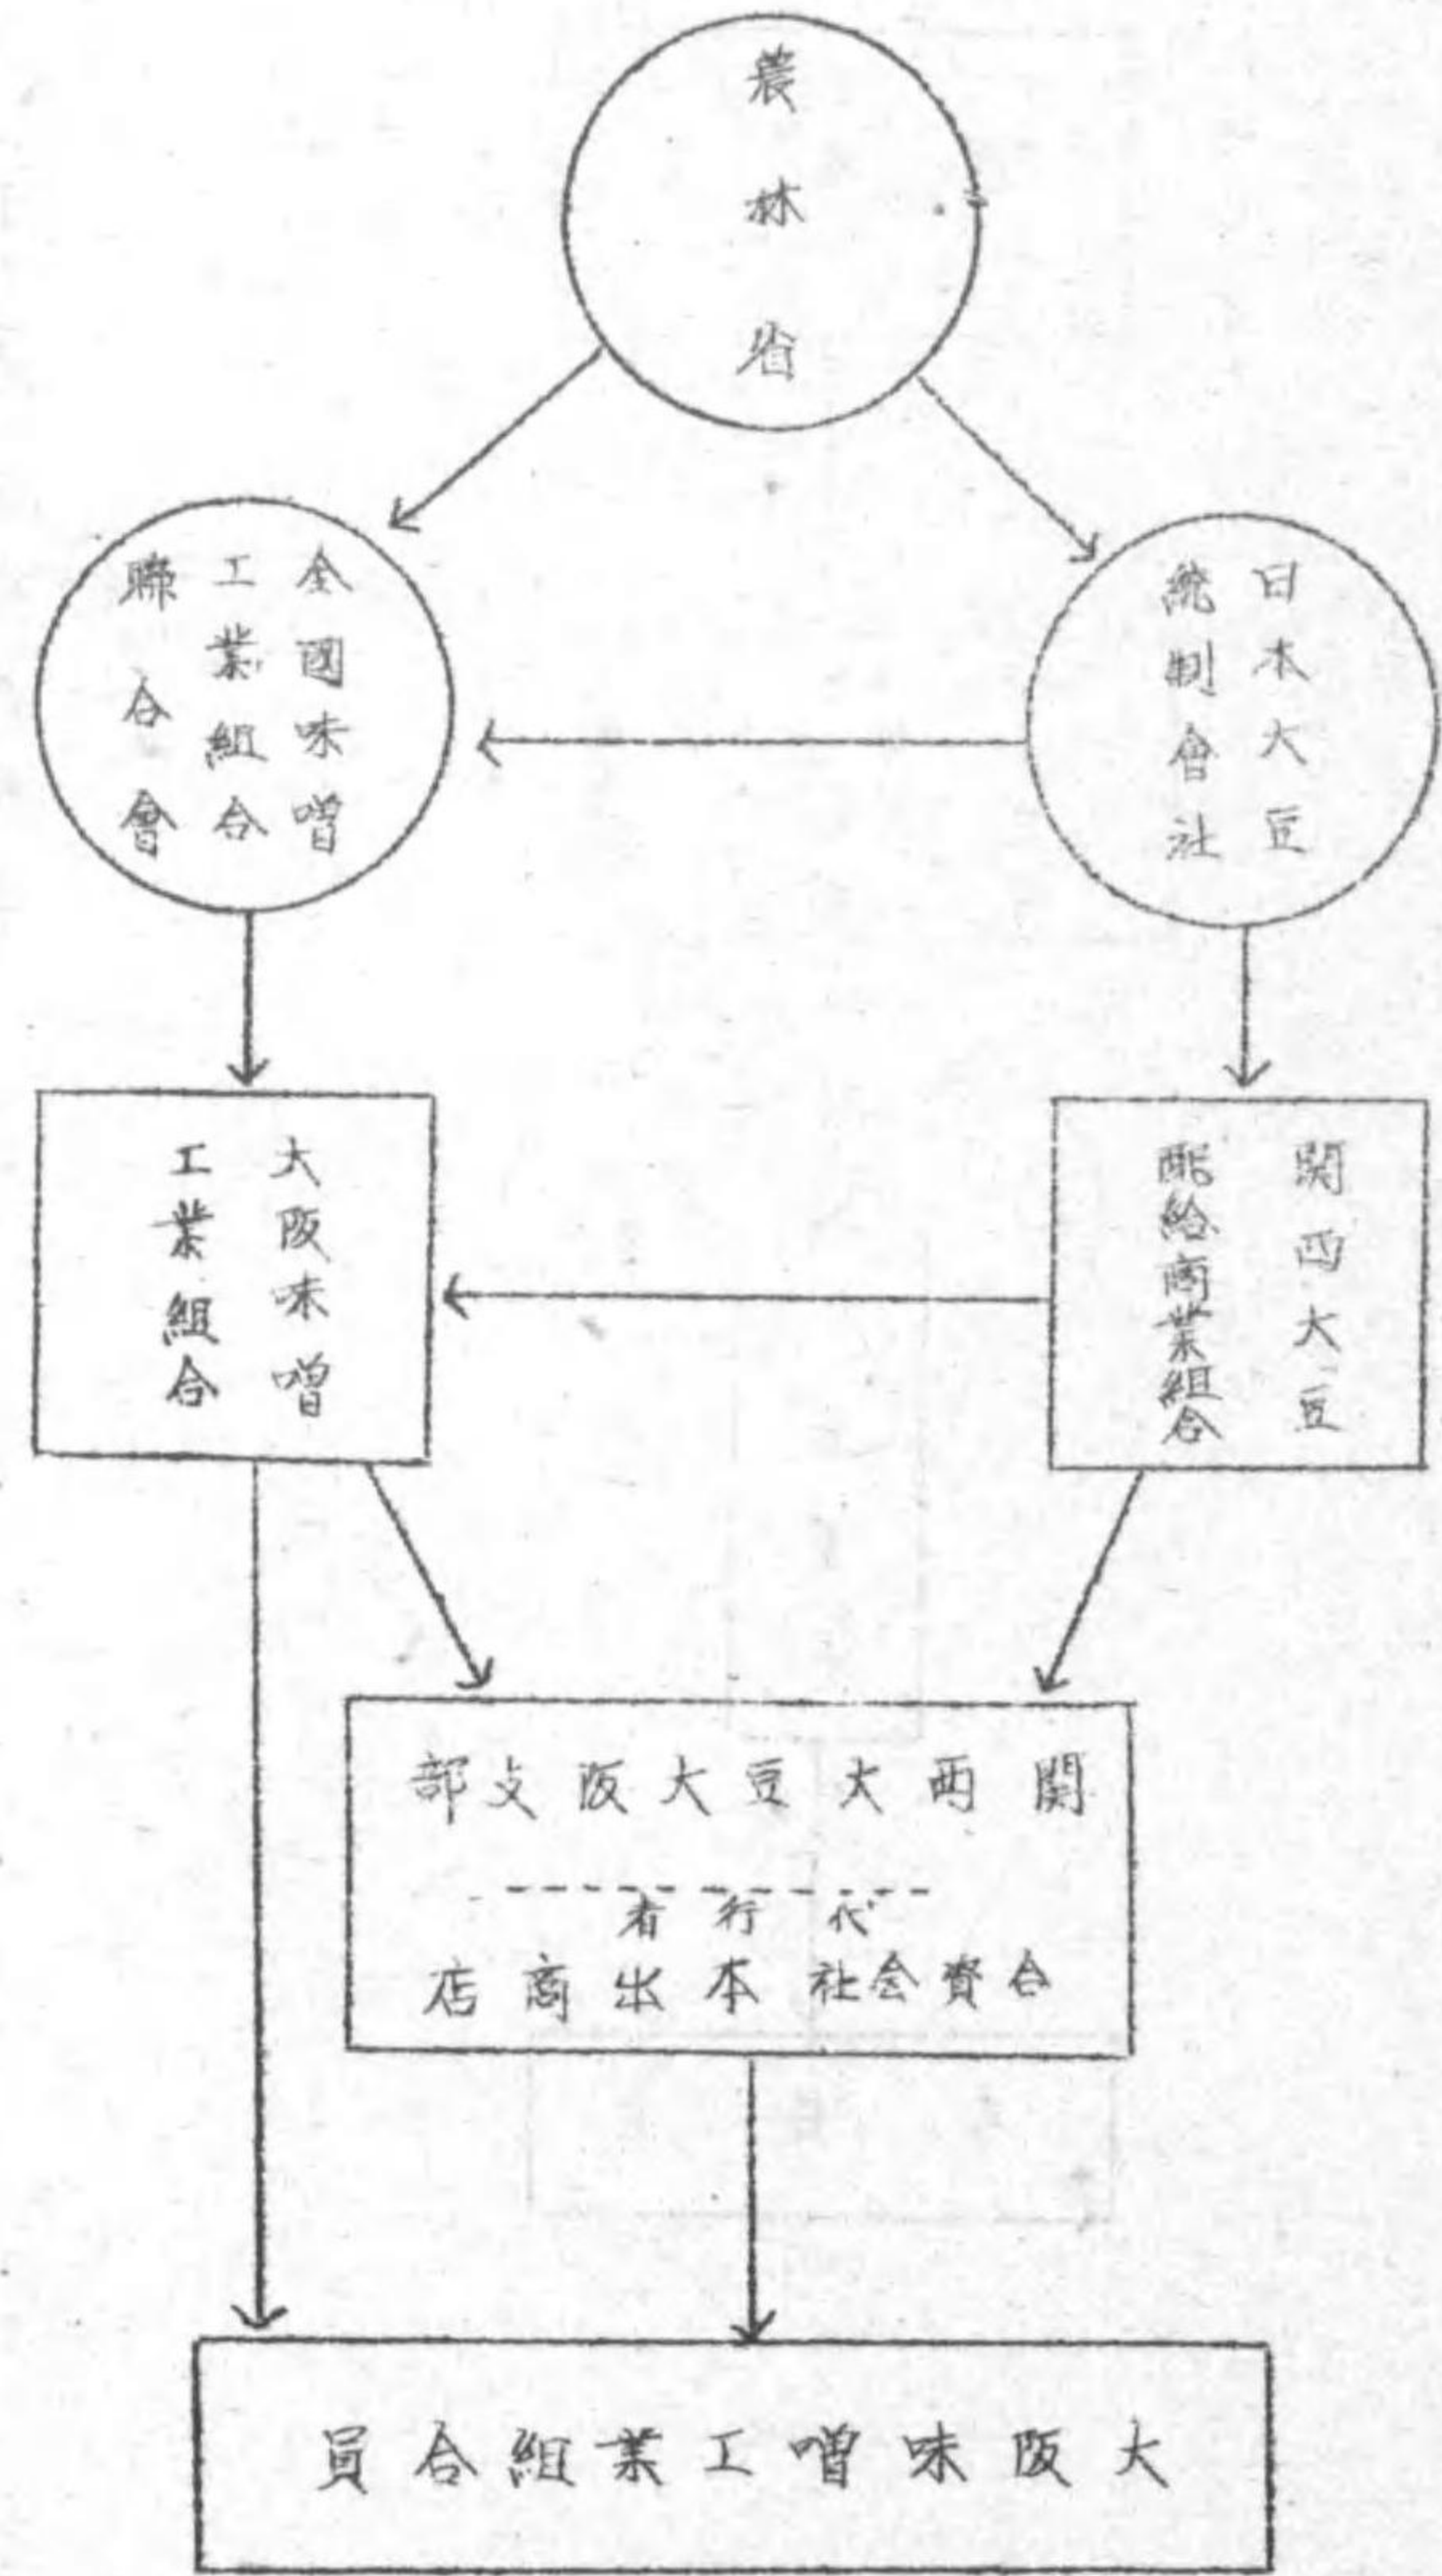 農林省
日本大豆
統制會社
全國味噌
工業組合
聯合會
関西大豆
配給商業組合
大阪味噌
工業組合
関西大豆大阪支部
代行者
合資会社本出商店
大阪味噌工業組合員